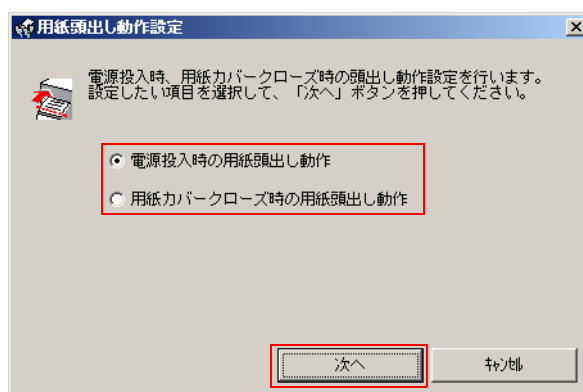 用紙頭出し動作設定
電源投入時、用紙カバークローズ時の頭出し動作設定を行います。
設定したい項目を選択して、「次へ」ボタンを押してください。
電源投入時の用紙頭出し動作
用紙カバークローズ時の用紙頭出し動作
次へ
ｷｬﾝｾﾙ